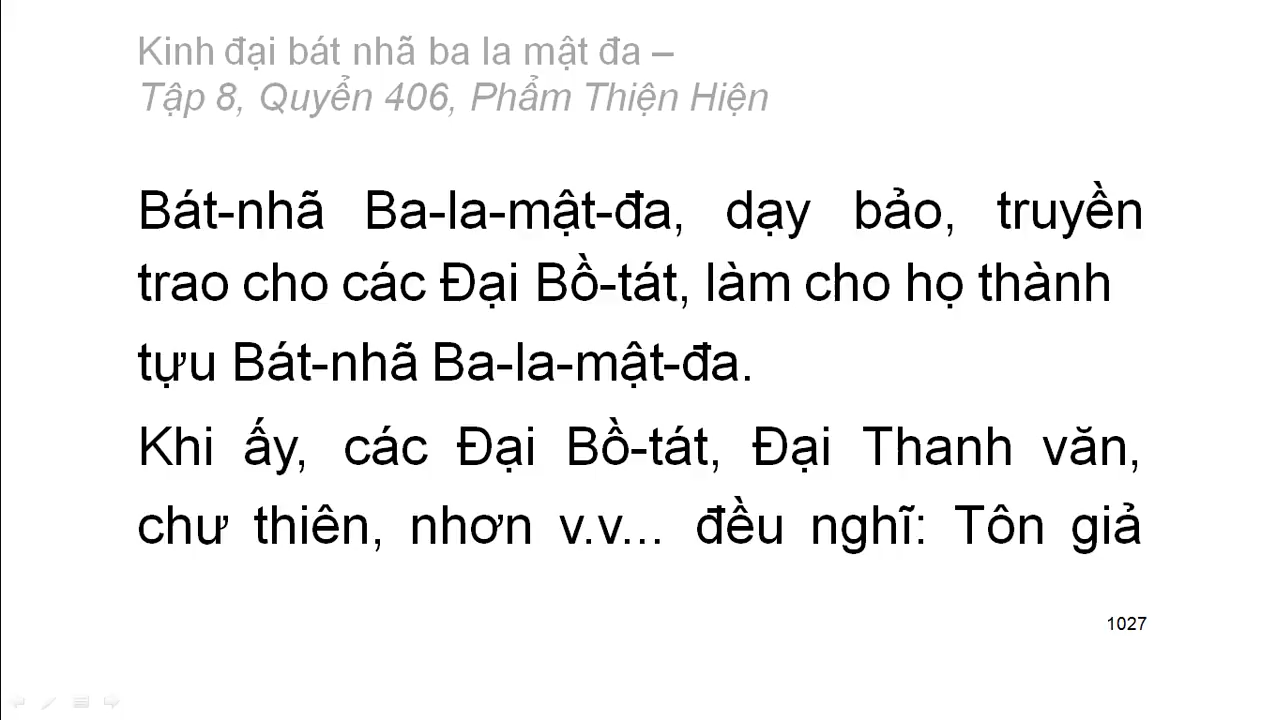 Kinh đại bát nhã ba la mật đa –
Tập 8, Quyển 406, Phẩm Thiện Hiện
Bát-nhã Ba-la-mật-đa, dạy bảo, truyền
trao cho các Đại Bồ-tát, làm cho họ thành
tựu Bát-nhã Ba-la-mật-đa.
Khi ấy, các Đại Bồ-tát, Đại Thanh văn,
chư thiên, nhơn v.v... đều nghĩ: Tôn giả
1027